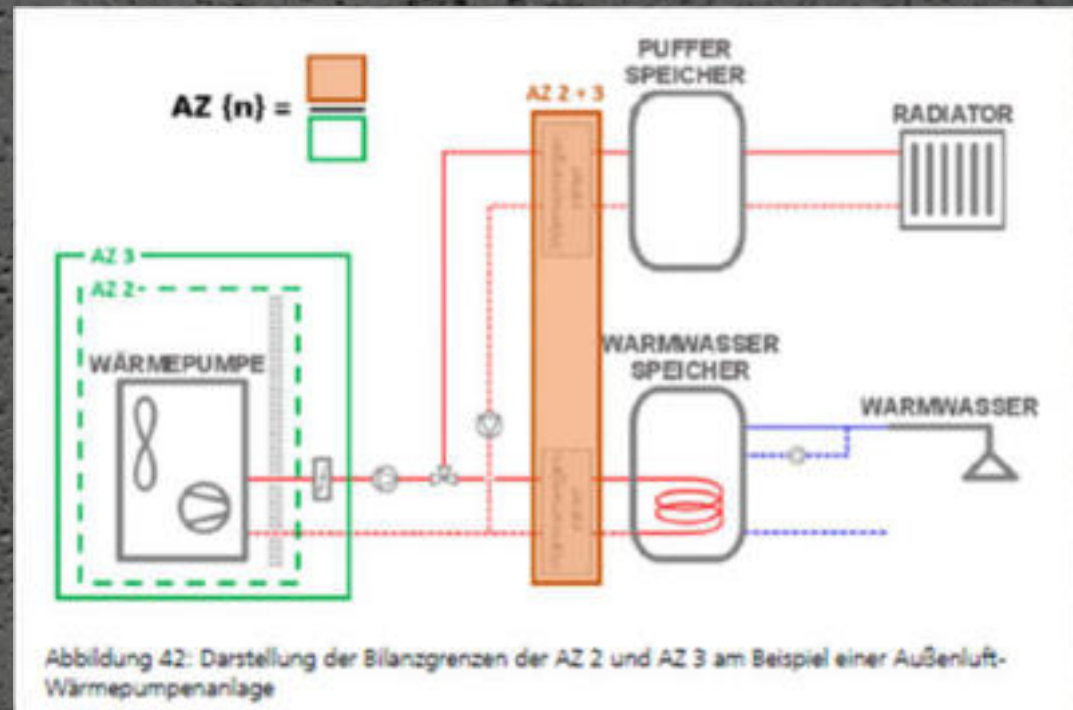 PUFFER
SPEICHER
AZ {n} =
AZ 2 + 3
RADIATOR
AZ 3
AZ 2
WÄRMEPUMPE
WARMWASSER
SPEICHER
WARMWASSER
Abbildung 42: Darstellung der Bilanzgrenzen der AZ 2 und AZ 3 am Beispiel einer Außenluft-
Wärmepumpenanlage